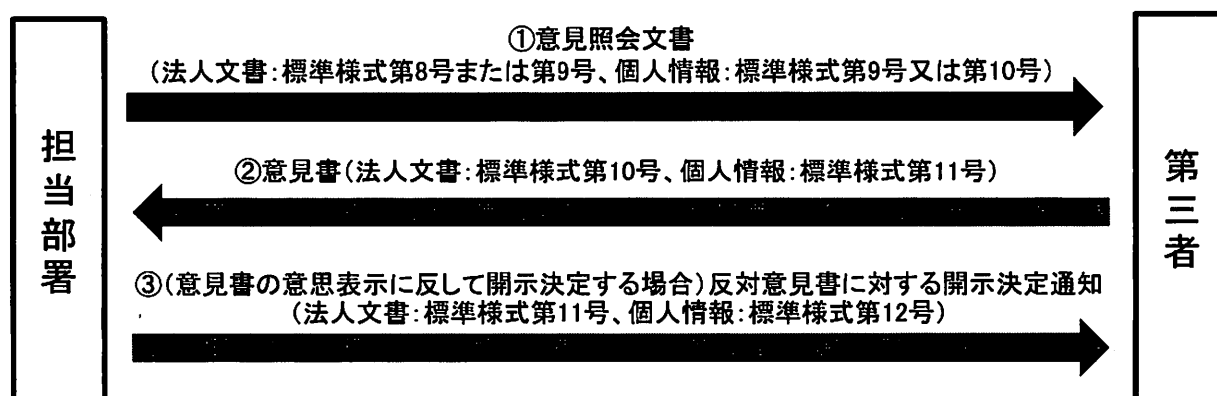 担当部署
①意見照会文書
(法人文書:標準様式第8号または第9号、個人情報:標準様式第9号又は第10号)
②意見書(法人文書:標準様式第10号、個人情報:標準様式第11号)
③(意見書の意思表示に反して開示決定する場合)反対意見書に対する開示決定通知
(法人文書:標準様式第11号、個人情報:標準様式第12号)
第三者